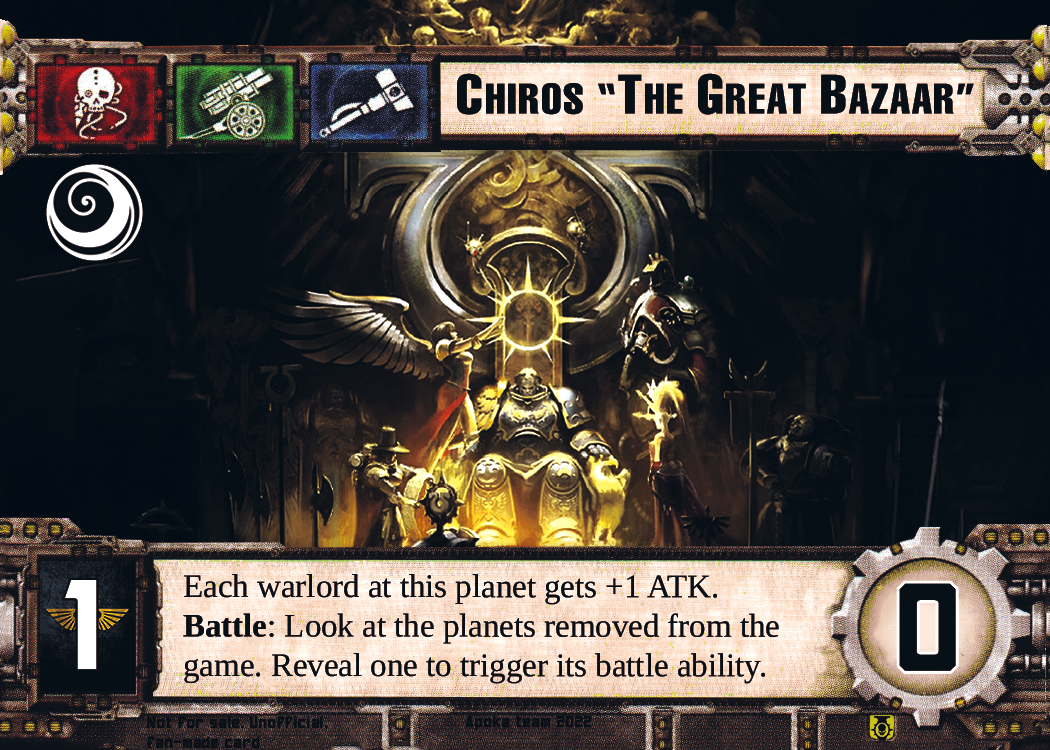 CHIROS "THE GREAT BAZAAR"
Each warlord at this planet gets +1 ATK.
Battle: Look at the planets removed from the
game. Reveal one to trigger its battle ability.
1
0
Not for sale. Unofficial.
Fan-made card
Apoka team 2022